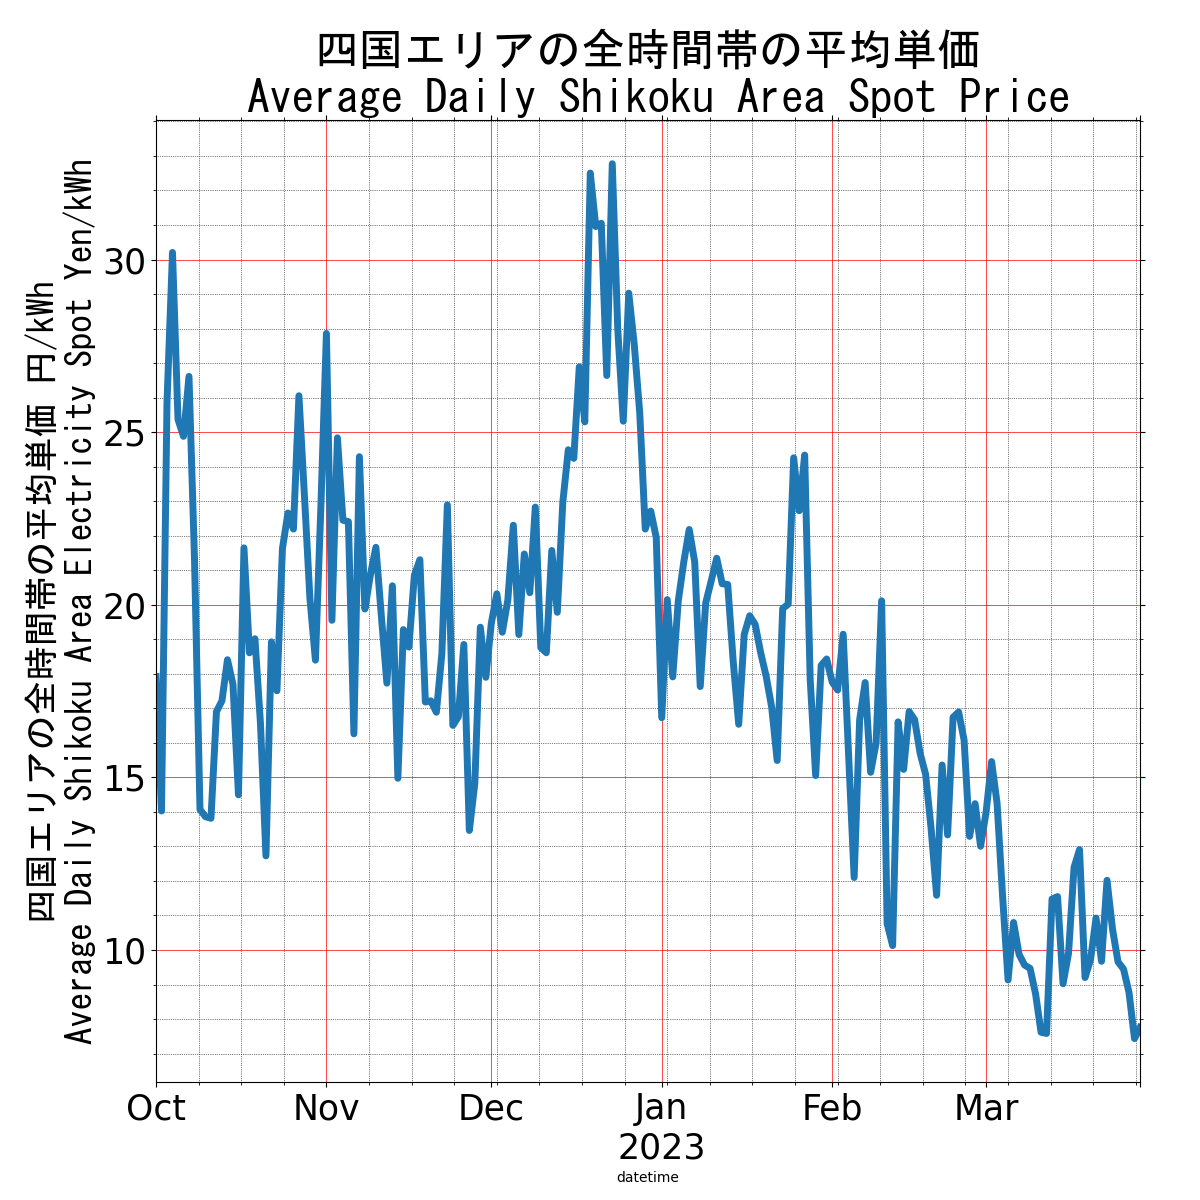 四国エリアの全時間帯の平均単価
Average Daily Shikoku Area Spot Price
四国エリアの全時間帯の平均単価 円/kWh
Average Daily Shikoku Area Electricity Spot Yen/kWh
30
25
20
15
10
Oct
Nov
Dec
Jan
Feb
Mar
2023
datetime